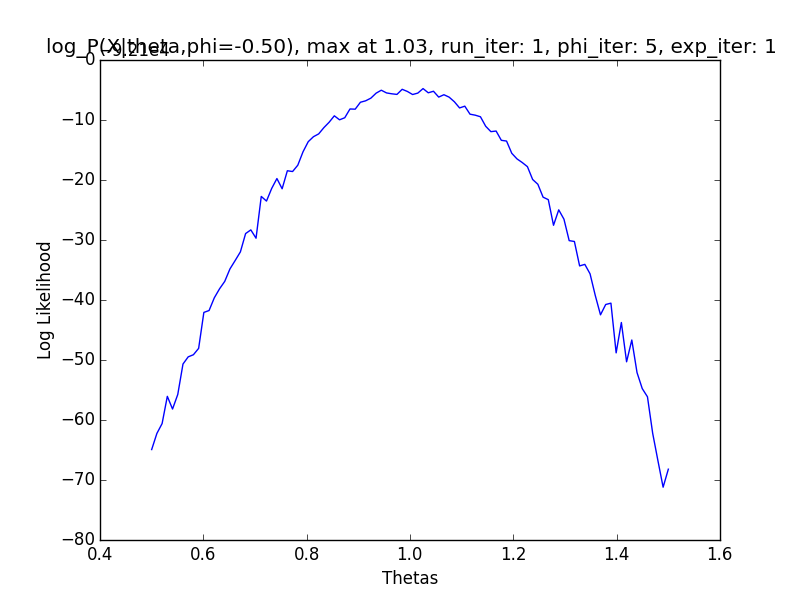 log_P(X|theta,phi=-0.50), max at 1.03, run_iter: 1, phi_iter: 5, exp_iter: 1
−9.21e4
0
−10
−20
−30
−40
−50
−60
−70
−80
Log Likelihood
0.4 0.6 0.8 1.0 1.2 1.4 1.6
Thetas